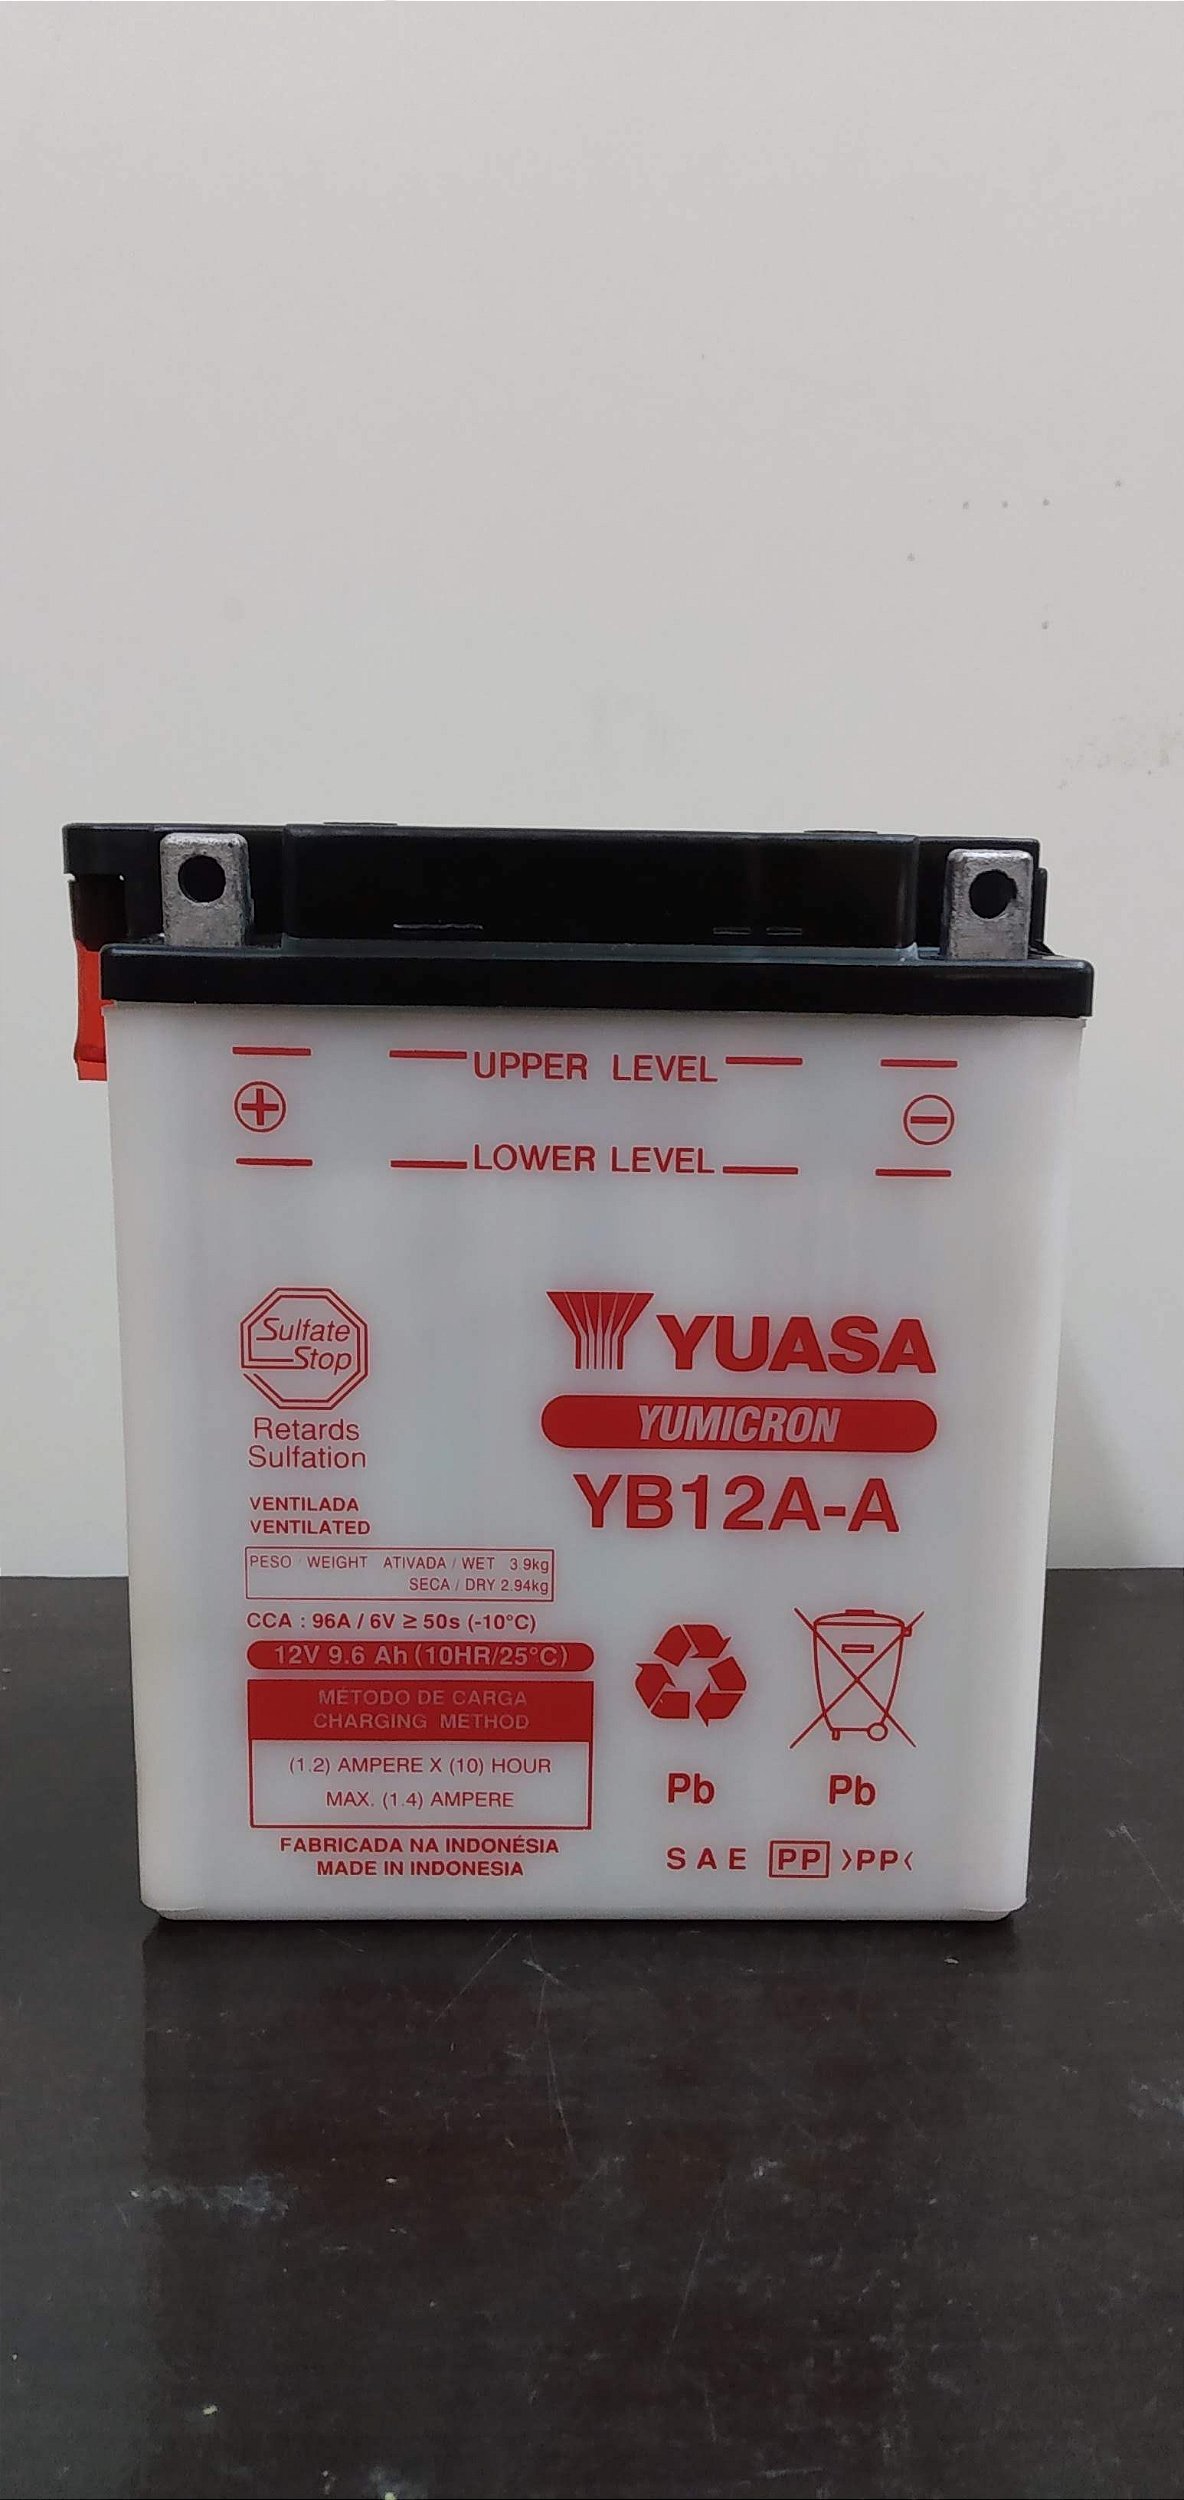 UPPER LEVEL
+
−
LOWER LEVEL
Sulfate
Stop
Retards
Sulfation
YUASA
YUMICRON
YB12A-A
VENTILADA
VENTILATED
PESO / WEIGHT ATIVADA / WET 3.9kg
SECA / DRY 2.94kg
CCA : 96A / 6V ≥ 50s (-10°C)
12V 9.6 Ah (10HR/25°C)
MÉTODO DE CARGA
CHARGING METHOD
(1.2) AMPERE X (10) HOUR
MAX. (1.4) AMPERE
FABRICADA NA INDONÉSIA
MADE IN INDONESIA
Pb
Pb
SAE PP >PP<